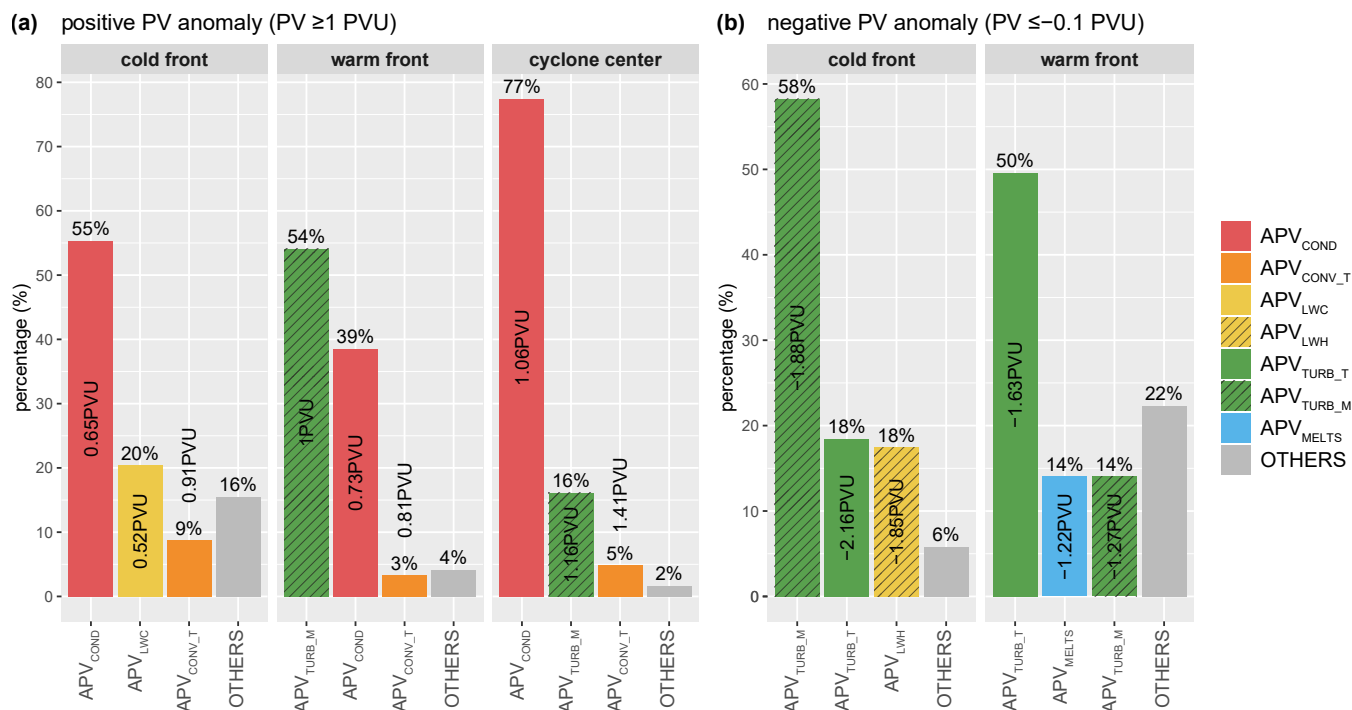 (a) positive PV anomaly (PV ≥1 PVU)
cold front
warm front
cyclone center
percentage (%)
80
70
60
50
40
30
20
10
0
55%
0.65PVU
20%
0.52PVU
9%
0.91PVU
16%
54%
1PVU
39%
0.73PVU
3%
0.81PVU
4%
77%
1.06PVU
16%
1.16PVU
5%
1.41PVU
2%
APV_COND
APV_LWC
APV_CONV_T
OTHERS
APV_TURB_M
APV_COND
APV_CONV_T
OTHERS
APV_COND
APV_TURB_M
APV_CONV_T
OTHERS
(b) negative PV anomaly (PV ≤−0.1 PVU)
cold front
warm front
percentage (%)
60
50
40
30
20
10
0
58%
−1.88PVU
18%
−2.16PVU
18%
−1.85PVU
6%
50%
−1.63PVU
14%
−1.22PVU
14%
−1.27PVU
22%
APV_TURB_M
APV_TURB_T
APV_LWH
OTHERS
APV_TURB_T
APV_MELTS
APV_TURB_M
OTHERS
APV_COND
APV_CONV_T
APV_LWC
APV_LWH
APV_TURB_T
APV_TURB_M
APV_MELTS
OTHERS